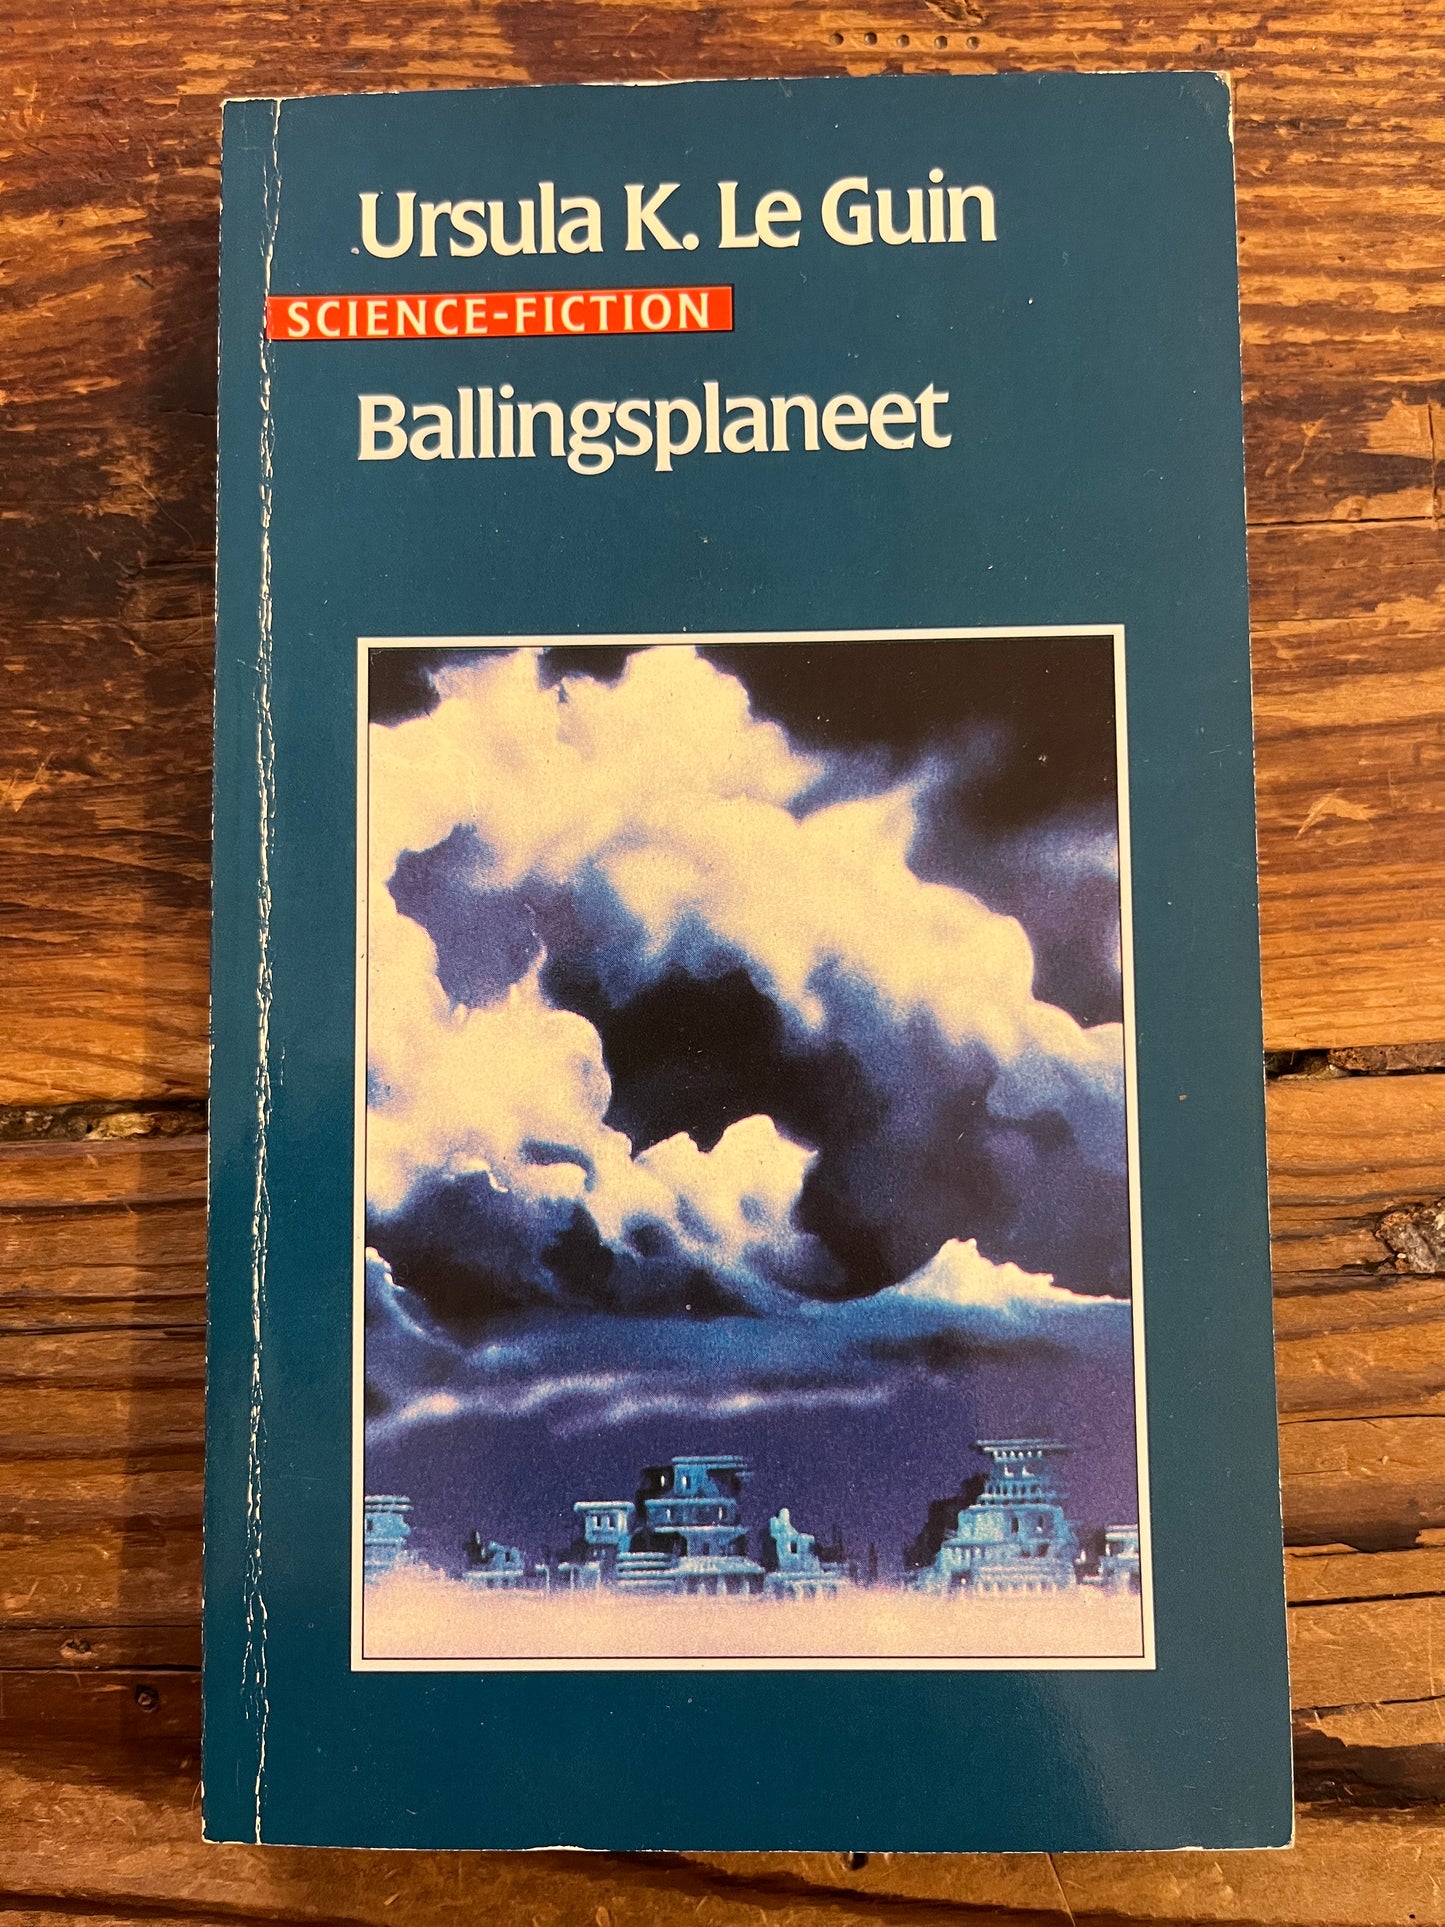 Ursula K. Le Guin
SCIENCE-FICTION
Ballingsplaneet